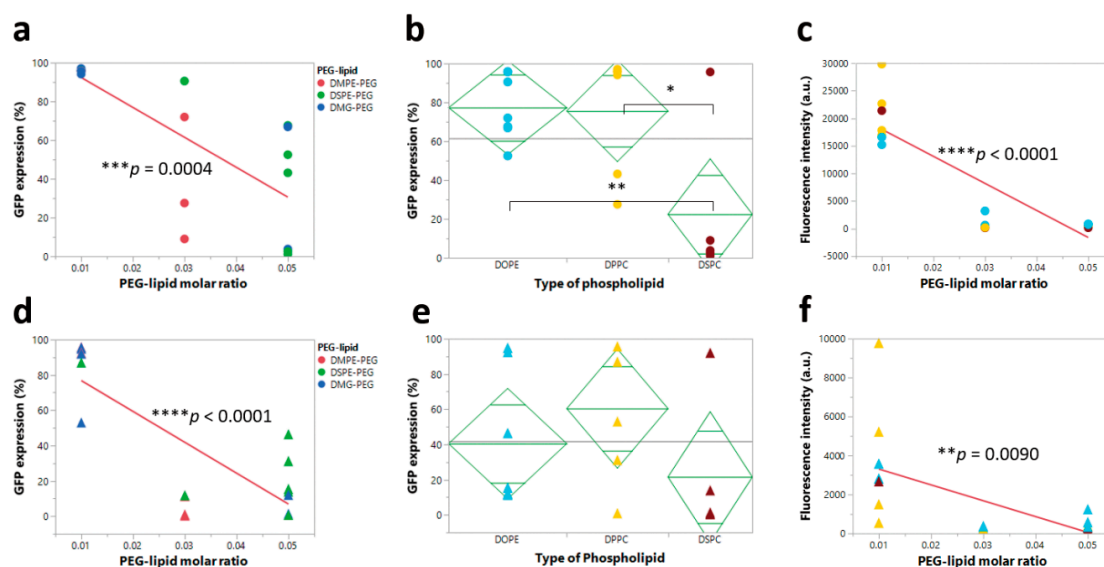 a
GFP expression (%)
100
80
60
40
20
0
***p = 0.0004
0.01
0.02
0.03
0.04
0.05
PEG-lipid molar ratio
PEG-lipid
DMPE-PEG
DSPE-PEG
DMG-PEG
b
GFP expression (%)
100
80
60
40
20
0
*
**
DOPE
DPPC
DSPC
Type of phospholipid
c
Fluorescence intensity (a.u.)
30000
25000
20000
15000
10000
5000
0
-5000
****p < 0.0001
0.01
0.02
0.03
0.04
0.05
PEG-lipid molar ratio
d
GFP expression (%)
100
80
60
40
20
0
****p < 0.0001
0.01
0.02
0.03
0.04
0.05
PEG-lipid molar ratio
PEG-lipid
DMPE-PEG
DSPE-PEG
DMG-PEG
e
GFP expression (%)
100
80
60
40
20
0
DOPE
DPPC
DSPC
Type of Phospholipid
f
Fluorescence intensity (a.u.)
10000
8000
6000
4000
2000
0
**p = 0.0090
0.01
0.02
0.03
0.04
0.05
PEG-lipid molar ratio